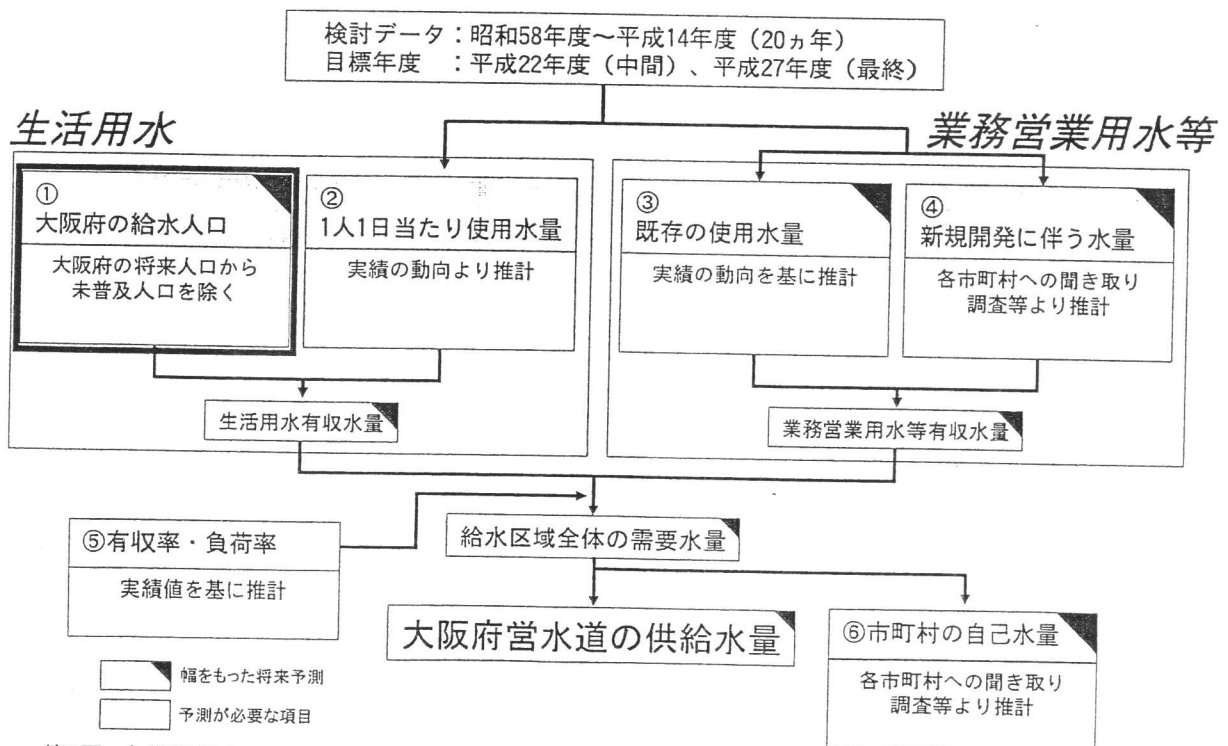 検討データ：昭和58年度～平成14年度（20ヵ年）
目標年度　：平成22年度（中間）、平成27年度（最終）
生活用水
業務営業用水等
①
大阪府の給水人口
大阪府の将来人口から
未普及人口を除く
②
1人1日当たり使用水量
実績の動向より推計
③
既存の使用水量
実績の動向を基に推計
④
新規開発に伴う水量
各市町村への聞き取り
調査等より推計
生活用水有収水量
業務営業用水等有収水量
⑤有収率・負荷率
実績値を基に推計
給水区域全体の需要水量
大阪府営水道の供給水量
⑥市町村の自己水量
各市町村への聞き取り
調査等より推計
幅をもった将来予測
予測が必要な項目